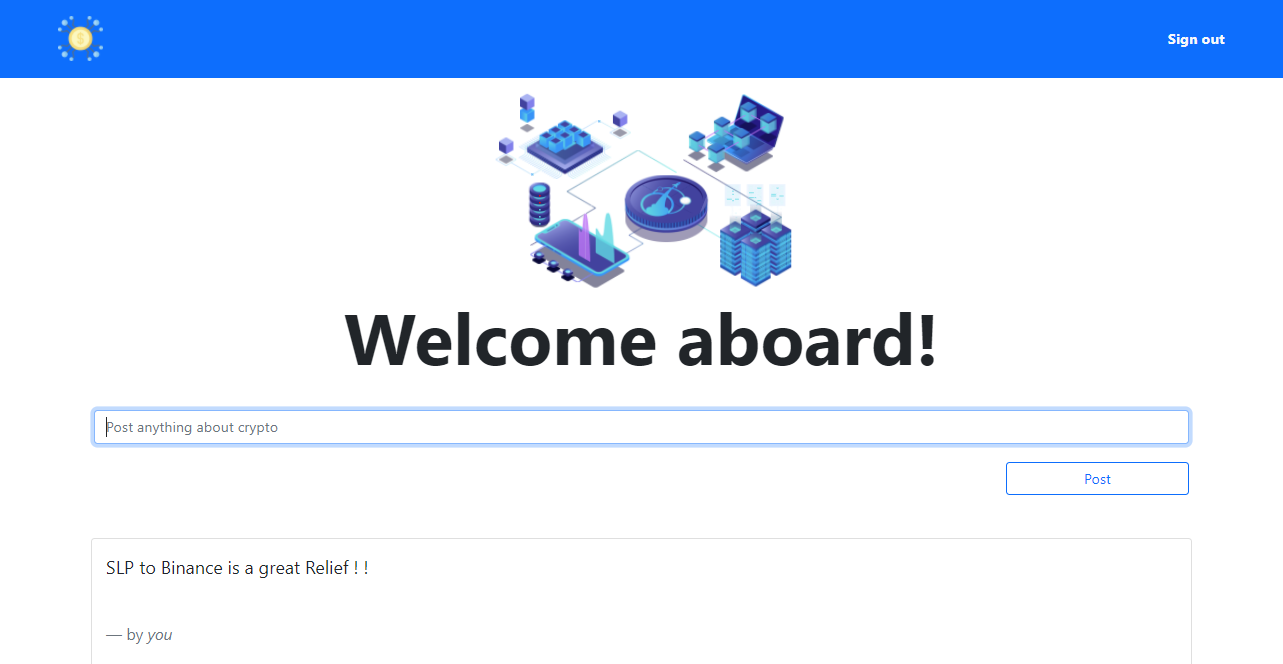 Sign out
Welcome aboard!
Post anything about crypto
Post
SLP to Binance is a great Relief ! !
— by you